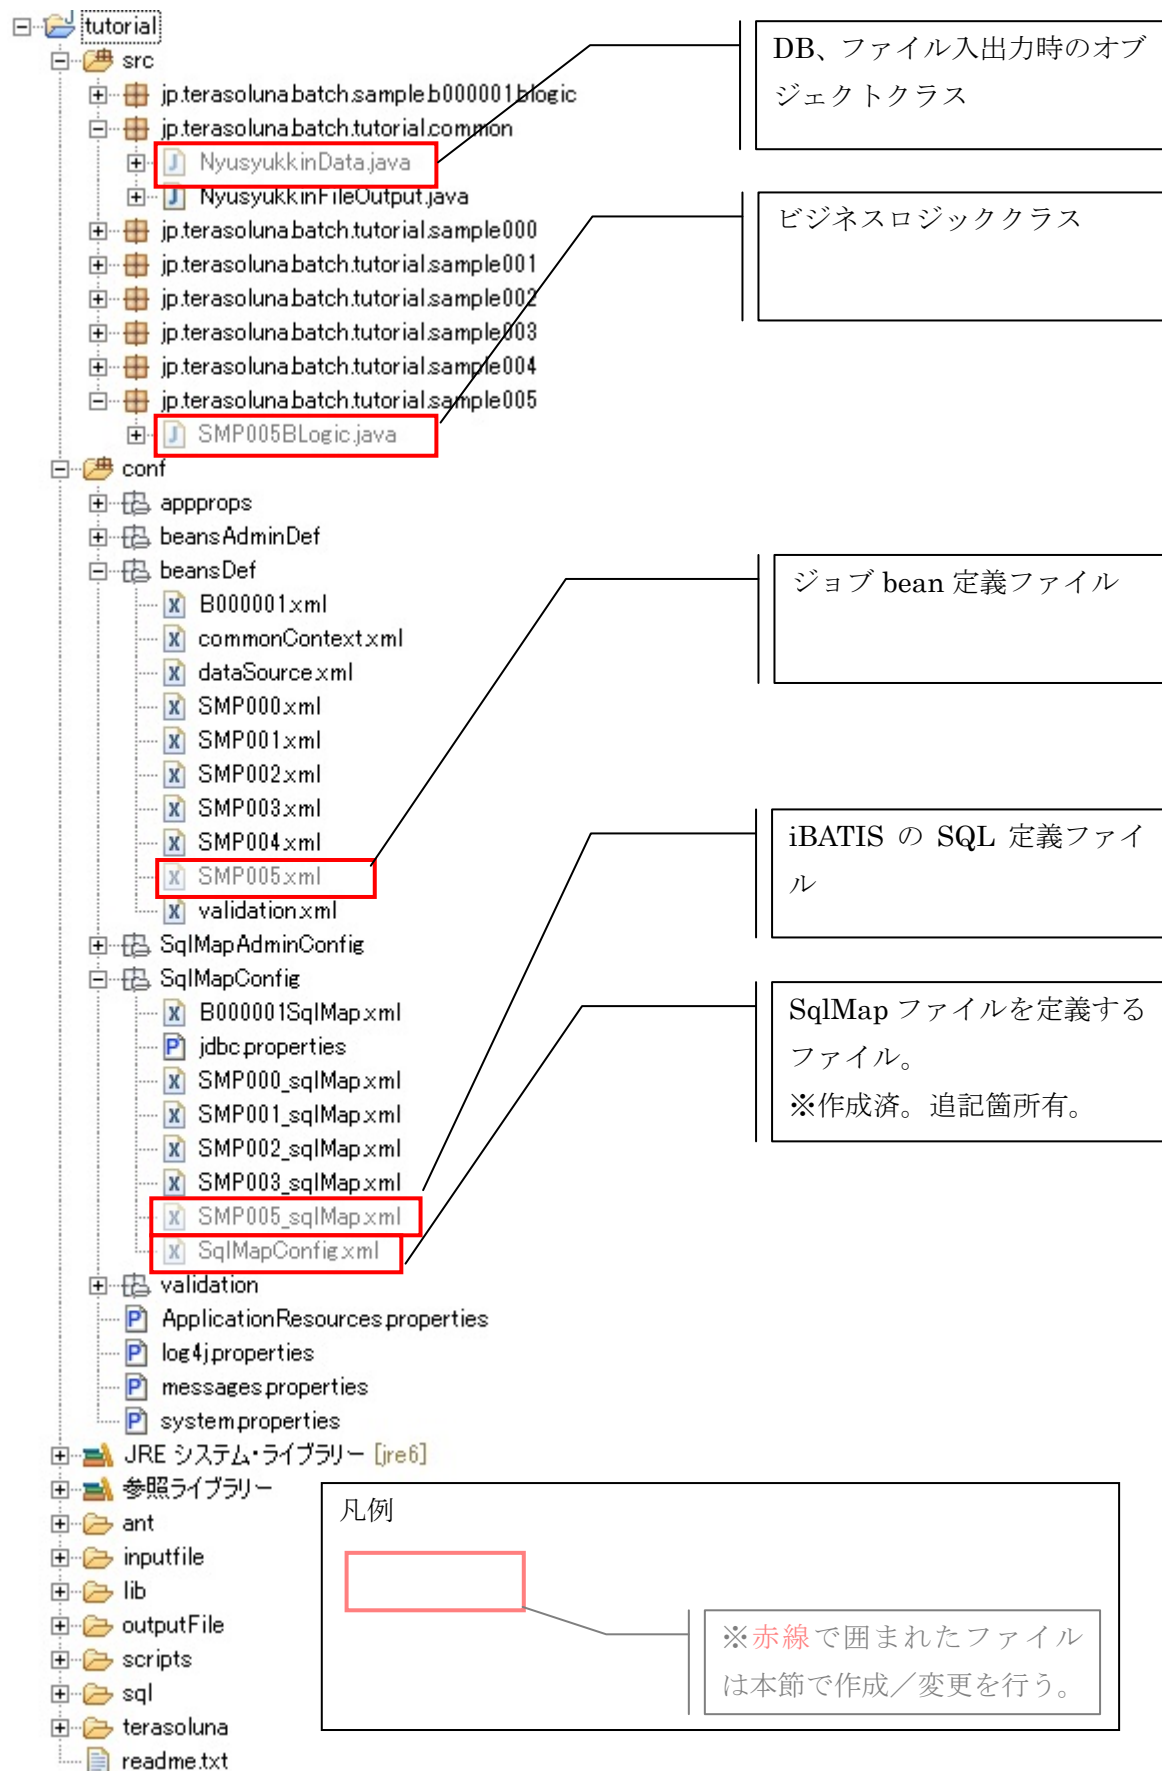 tutorial
src
jp.terasoluna.batch.sample.b000001.blogic
jp.terasoluna.batch.tutorial.common
NyusyukkinData.java
NyusyukkinFileOutput.java
jp.terasoluna.batch.tutorial.sample000
jp.terasoluna.batch.tutorial.sample001
jp.terasoluna.batch.tutorial.sample002
jp.terasoluna.batch.tutorial.sample003
jp.terasoluna.batch.tutorial.sample004
jp.terasoluna.batch.tutorial.sample005
SMP005BLogic.java
conf
appprops
beansAdminDef
beansDef
B000001.xml
commonContext.xml
dataSource.xml
SMP000.xml
SMP001.xml
SMP002.xml
SMP003.xml
SMP004.xml
SMP005.xml
validation.xml
SqlMapAdminConfig
SqlMapConfig
B000001SqlMap.xml
jdbc.properties
SMP000_sqlMap.xml
SMP001_sqlMap.xml
SMP002_sqlMap.xml
SMP003_sqlMap.xml
SMP005_sqlMap.xml
SqlMapConfig.xml
validation
ApplicationResources.properties
log4j.properties
messages.properties
system.properties
JRE システム・ライブラリー [jre6]
参照ライブラリー
ant
inputfile
lib
outputFile
scripts
sql
terasoluna
readme.txt
DB、ファイル入出力時のオブ
ジェクトクラス
ビジネスロジッククラス
ジョブ bean 定義ファイル
iBATIS の SQL 定義ファイ
ル
SqlMap ファイルを定義する
ファイル。
※作成済。追記箇所有。
凡例
※赤線で囲まれたファイル
は本節で作成／変更を行う。